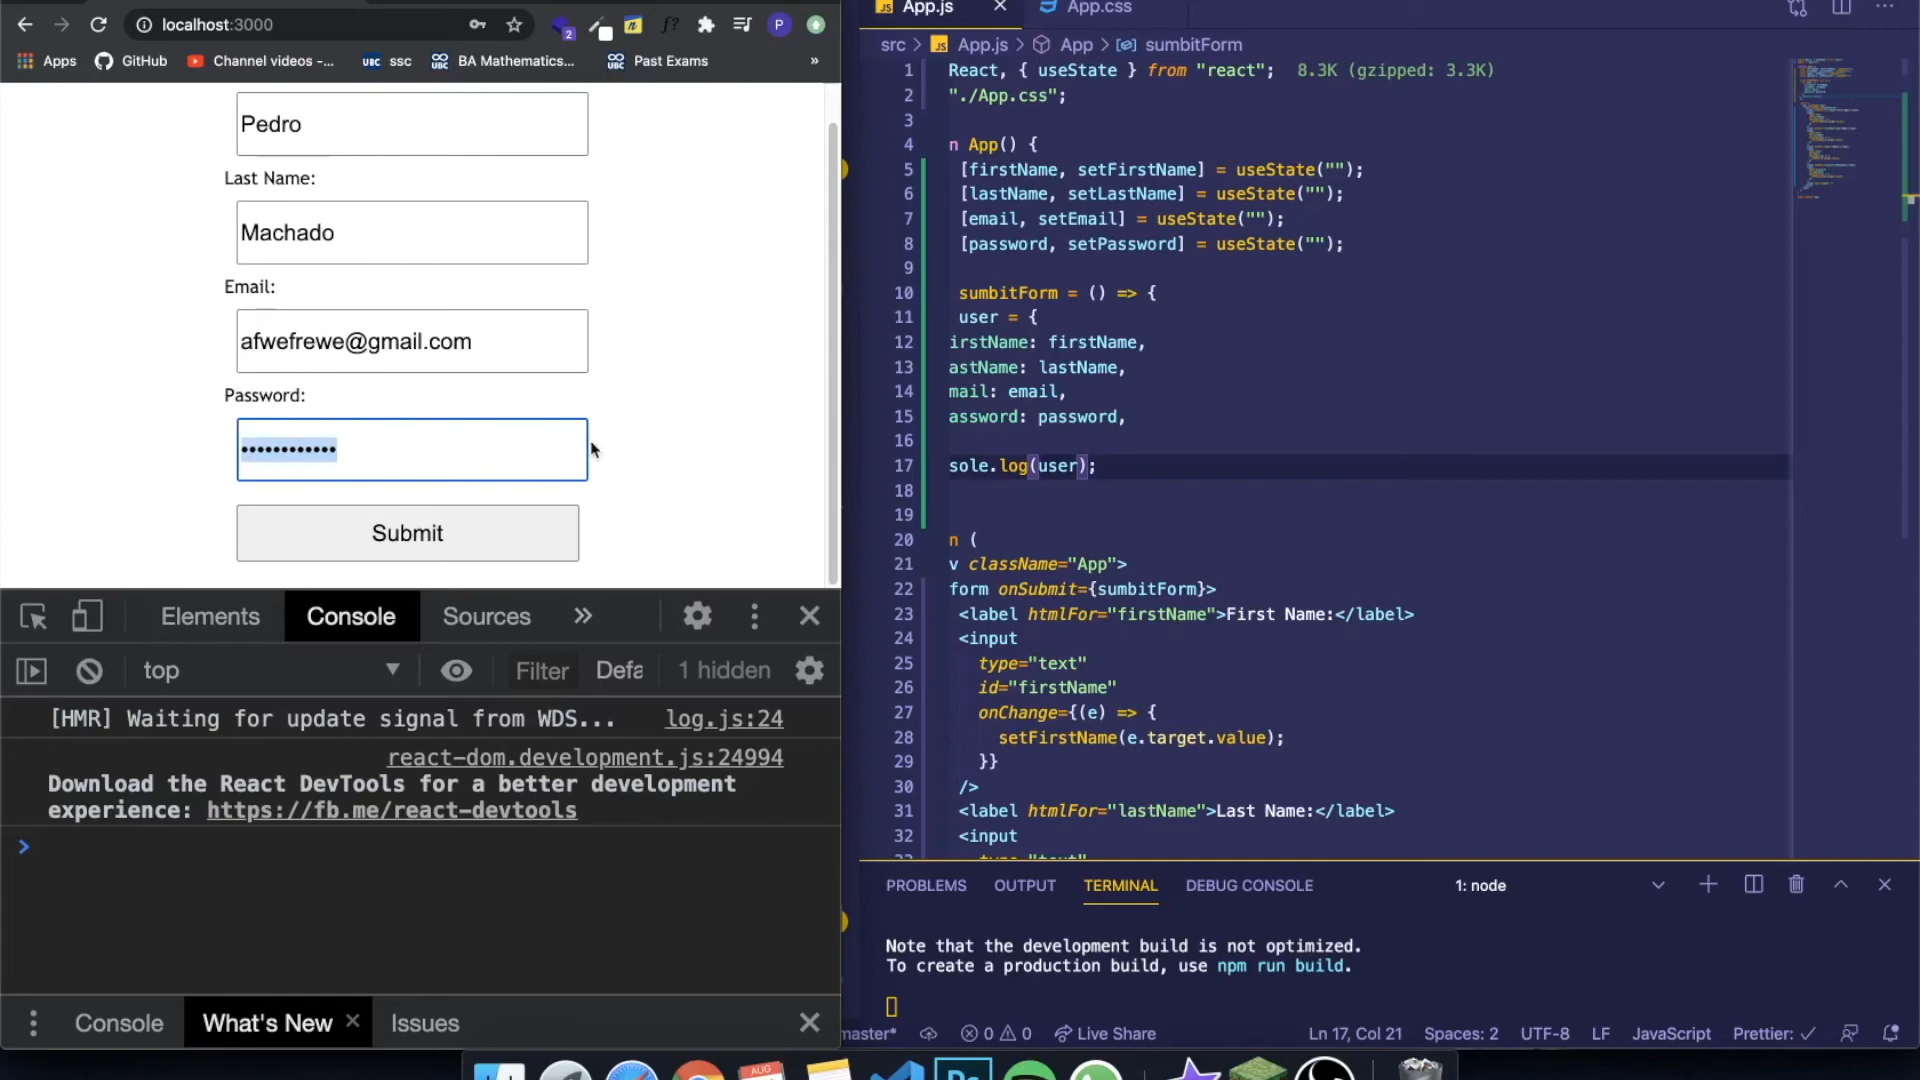 localhost:3000
Apps GitHub Channel videos -... UBC ssc BA Mathematics... Past Exams »
Pedro
Last Name:
Machado
Email:
afwefrewe@gmail.com
Password:
••••••••••••
Submit
Elements Console Sources »
top Filter Defa 1 hidden
[HMR] Waiting for update signal from WDS... log.js:24
react-dom.development.js:24994
Download the React DevTools for a better development
experience: https://fb.me/react-devtools
>
Console What's New × Issues
App.js App.css
src > App.js > App > sumbitForm
1 React, { useState } from "react"; 8.3K (gzipped: 3.3K)
2 "./App.css";
3
4 n App() {
5 [firstName, setFirstName] = useState("");
6 [lastName, setLastName] = useState("");
7 [email, setEmail] = useState("");
8 [password, setPassword] = useState("");
9
10 sumbitForm = () => {
11 user = {
12 irstName: firstName,
13 astName: lastName,
14 mail: email,
15 assword: password,
16
17 sole.log(user);
18
19
20 n (
21 v className="App">
22 form onSubmit={sumbitForm}>
23 <label htmlFor="firstName">First Name:</label>
24 <input
25 type="text"
26 id="firstName"
27 onChange={(e) => {
28 setFirstName(e.target.value);
29 }}
30 />
31 <label htmlFor="lastName">Last Name:</label>
32 <input
33 type="text"
PROBLEMS OUTPUT TERMINAL DEBUG CONSOLE 1: node
Note that the development build is not optimized.
To create a production build, use npm run build.
master* 0 0 Live Share Ln 17, Col 21 Spaces: 2 UTF-8 LF JavaScript Prettier: ✓
AUG